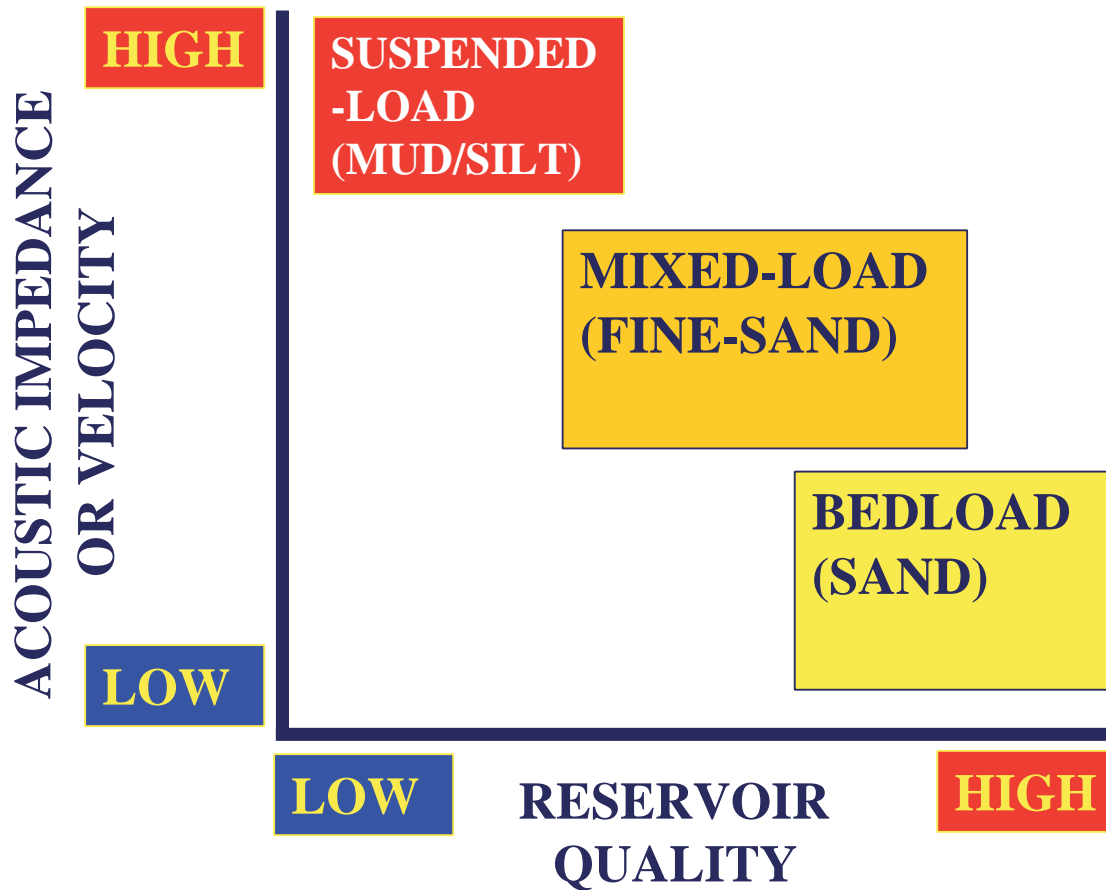 HIGH
SUSPENDED
-LOAD
(MUD/SILT)
ACOUSTIC IMPEDANCE
OR VELOCITY
MIXED-LOAD
(FINE-SAND)
BEDLOAD
(SAND)
LOW
LOW
RESERVOIR
QUALITY
HIGH